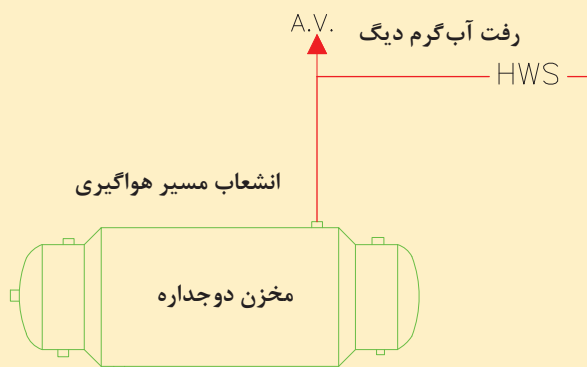 A.V.
رفت آب گرم دیگ
HWS
انشعاب مسیر هواگیری
مخزن دوجداره